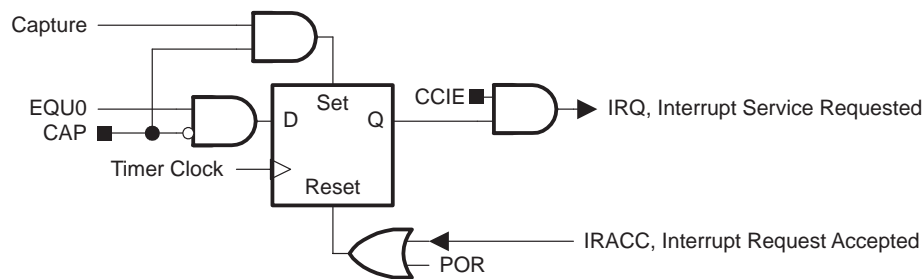 Capture
EQU0
CAP
Timer Clock
Set
D
Q
Reset
CCIE
IRQ, Interrupt Service Requested
IRACC, Interrupt Request Accepted
POR